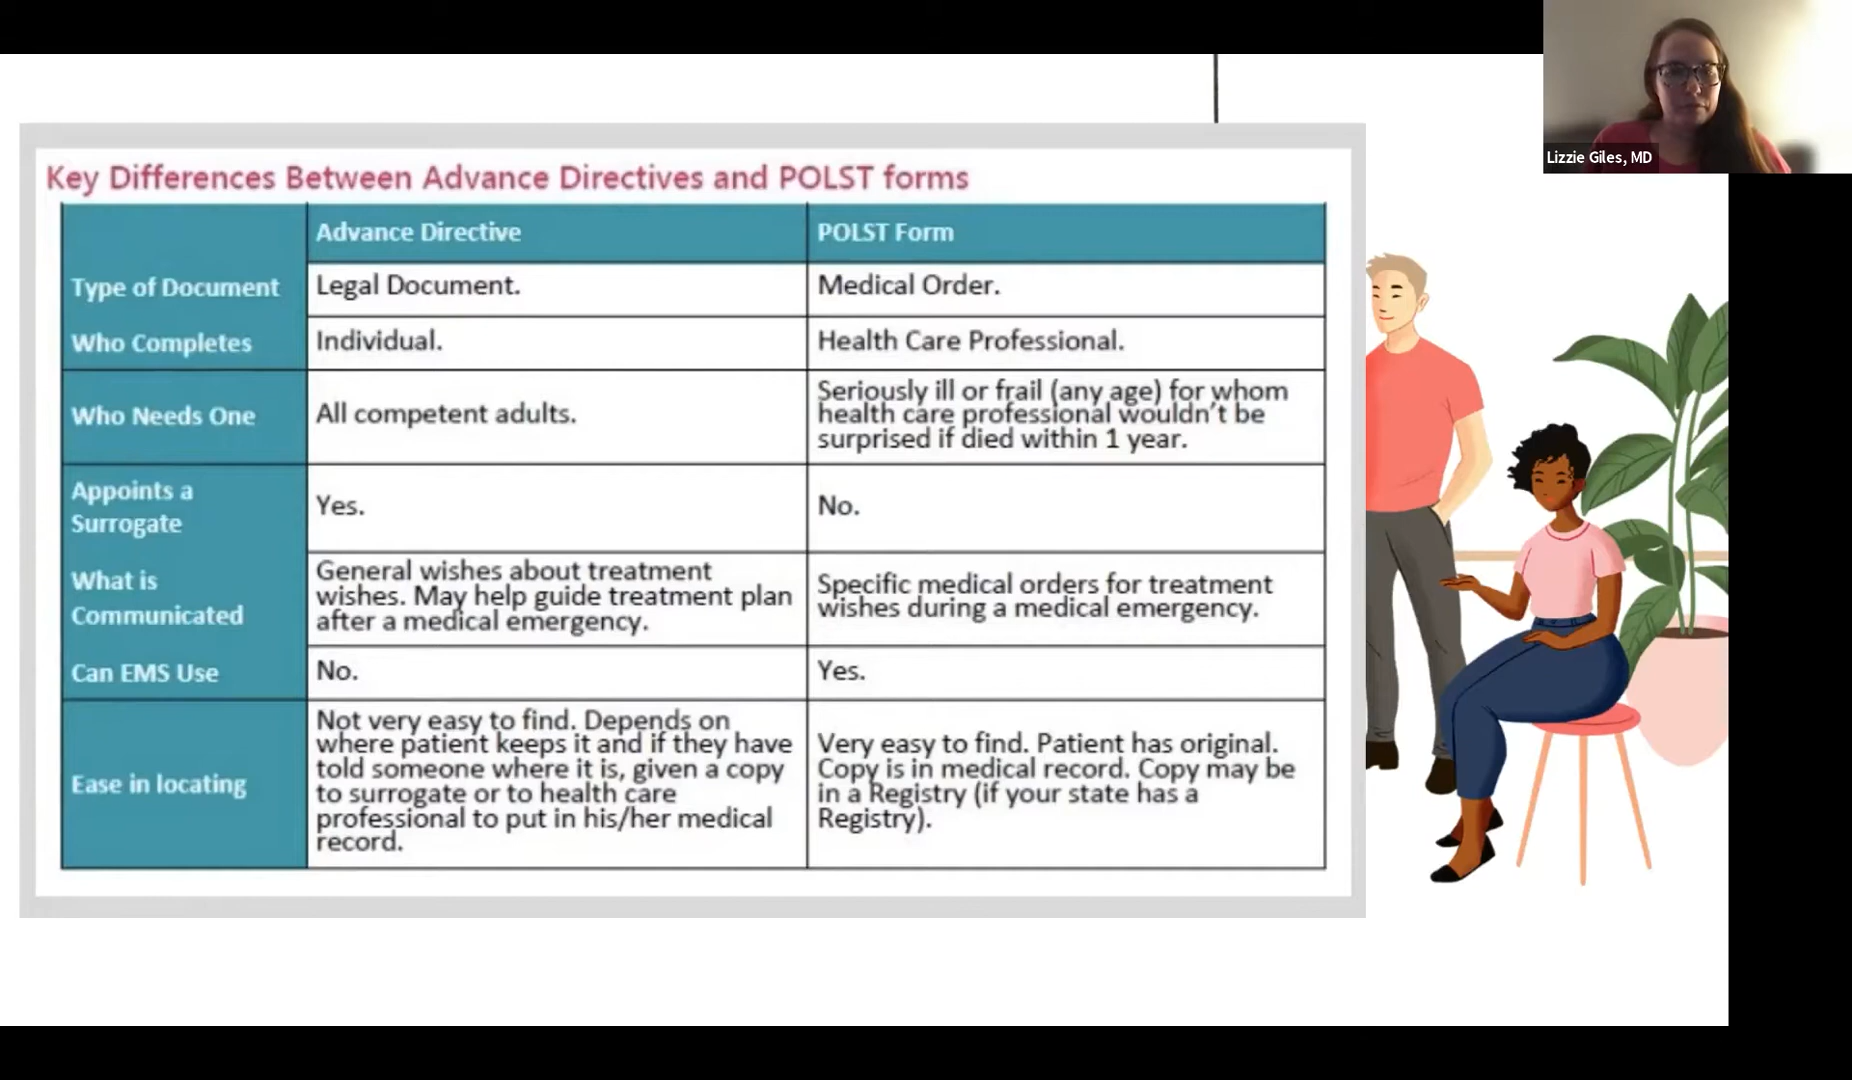 Lizzie Giles, MD
Key Differences Between Advance Directives and POLST forms
Advance Directive
POLST Form
Type of Document
Legal Document.
Medical Order.
Who Completes
Individual.
Health Care Professional.
Who Needs One
All competent adults.
Seriously ill or frail (any age) for whom
health care professional wouldn't be
surprised if died within 1 year.
Appoints a
Surrogate
Yes.
No.
What is
Communicated
General wishes about treatment
wishes. May help guide treatment plan
after a medical emergency.
Specific medical orders for treatment
wishes during a medical emergency.
Can EMS Use
No.
Yes.
Ease in locating
Not very easy to find. Depends on
where patient keeps it and if they have
told someone where it is, given a copy
to surrogate or to health care
professional to put in his/her medical
record.
Very easy to find. Patient has original.
Copy is in medical record. Copy may be
in a Registry (if your state has a
Registry).